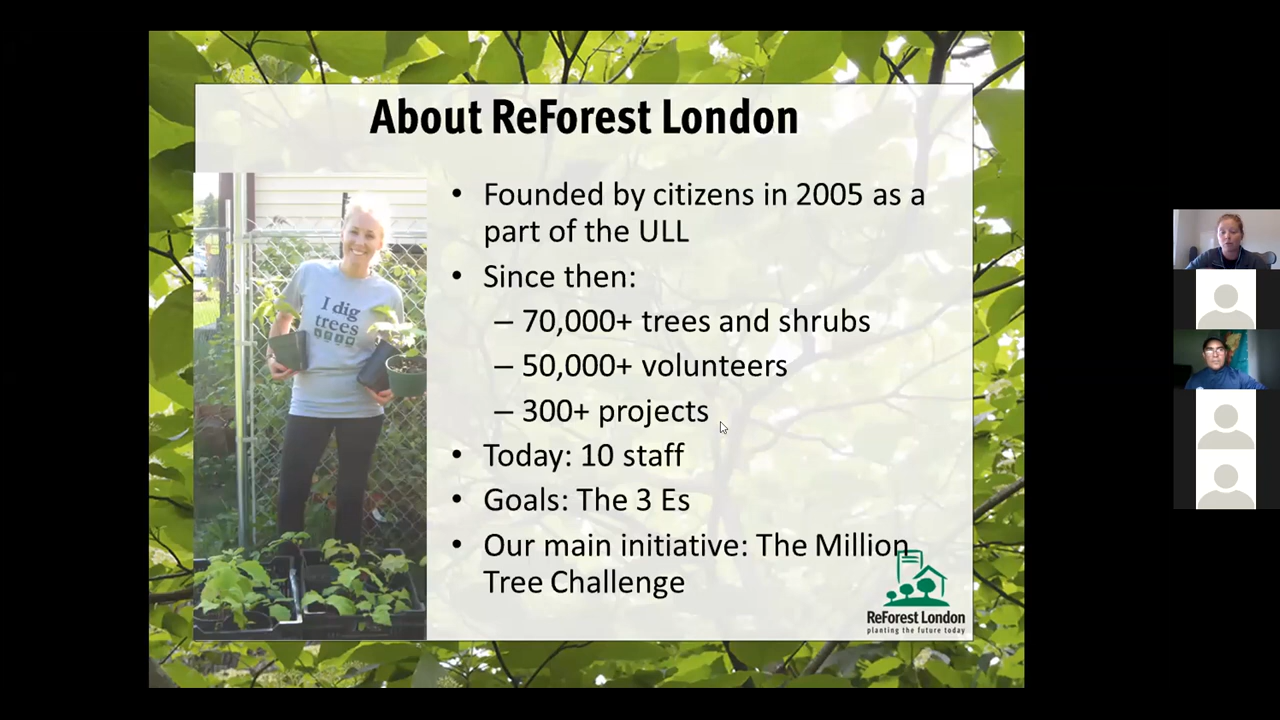 About ReForest London
• Founded by citizens in 2005 as a
part of the ULL
• Since then:
– 70,000+ trees and shrubs
– 50,000+ volunteers
– 300+ projects
• Today: 10 staff
• Goals: The 3 Es
• Our main initiative: The Million
Tree Challenge
I dig
trees
ReForest London
planting the future today